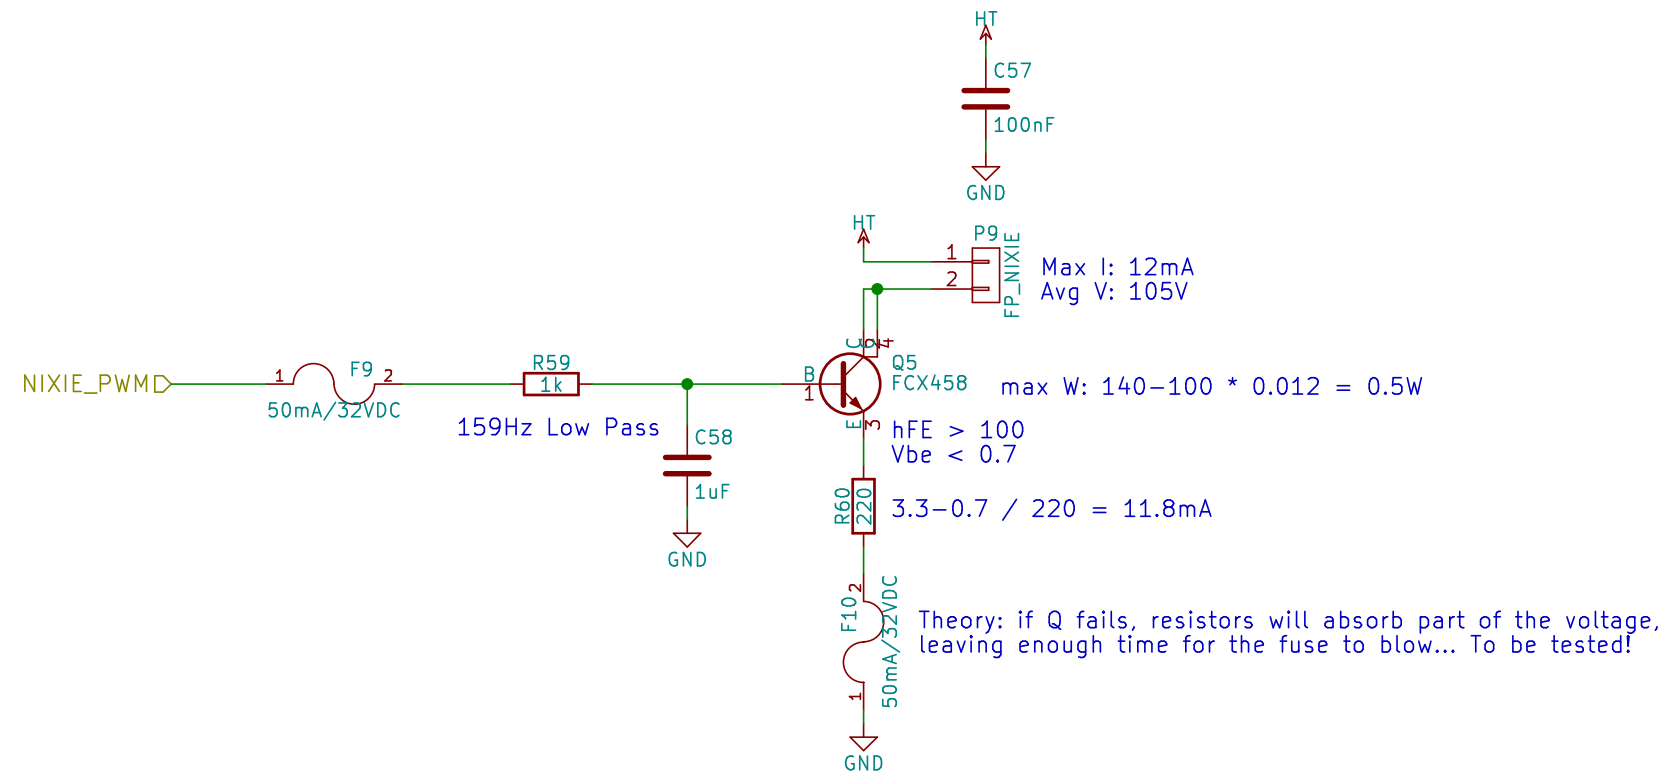 HT
C57
100nF
GND
HT
P9
1
2
FP_NIXIE
Max I: 12mA
Avg V: 105V
NIXIE_PWM
1
F9
2
50mA/32VDC
R59
1k
159Hz Low Pass
C58
1uF
GND
B
1
C
4
Q5
FCX458
E
3
max W: 140-100 * 0.012 = 0.5W
hFE > 100
Vbe < 0.7
R60
220
3.3-0.7 / 220 = 11.8mA
2
F10
1
50mA/32VDC
Theory: if Q fails, resistors will absorb part of the voltage,
leaving enough time for the fuse to blow... To be tested!
GND